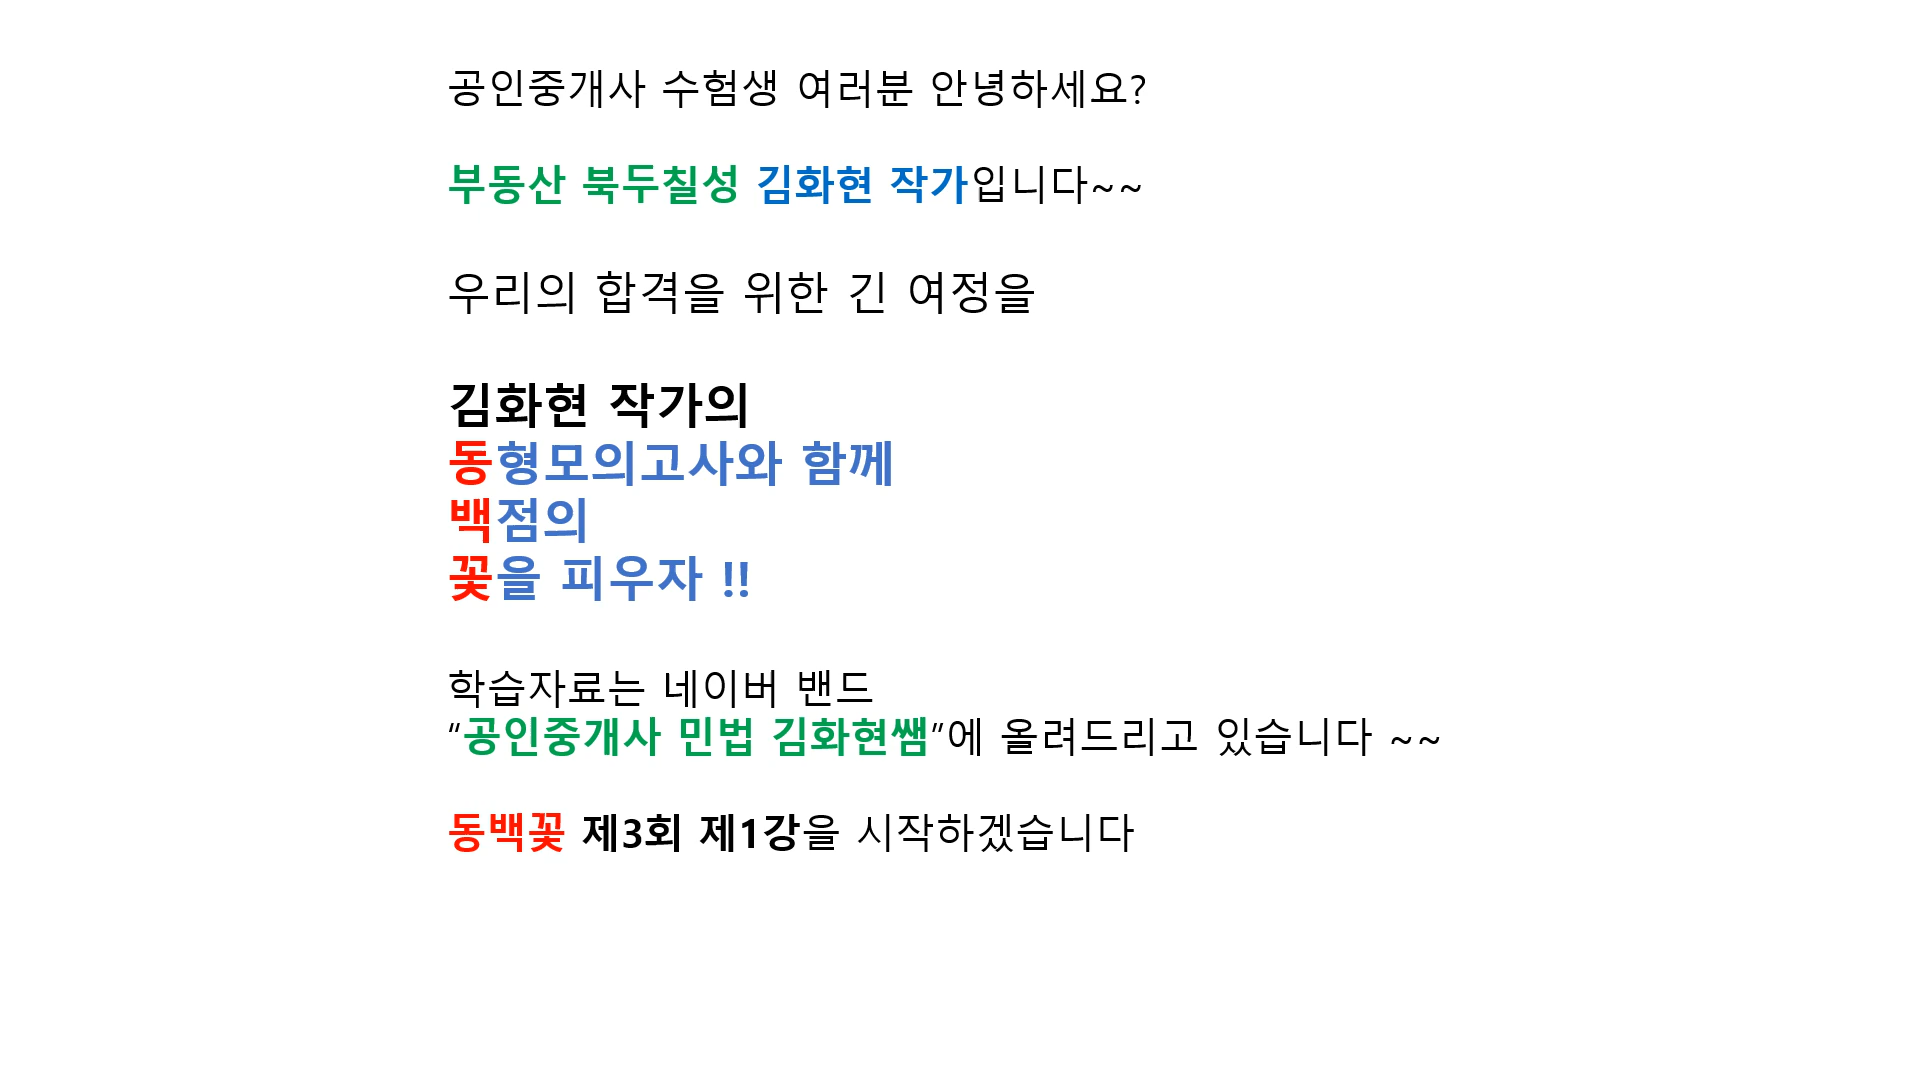 공인중개사 수험생 여러분 안녕하세요?
부동산 북두칠성 김화현 작가입니다~~
우리의 합격을 위한 긴 여정을
김화현 작가의
동형모의고사와 함께
백점의
꽃을 피우자 !!
학습자료는 네이버 밴드
“공인중개사 민법 김화현쌤”에 올려드리고 있습니다 ~~
동백꽃 제3회 제1강을 시작하겠습니다